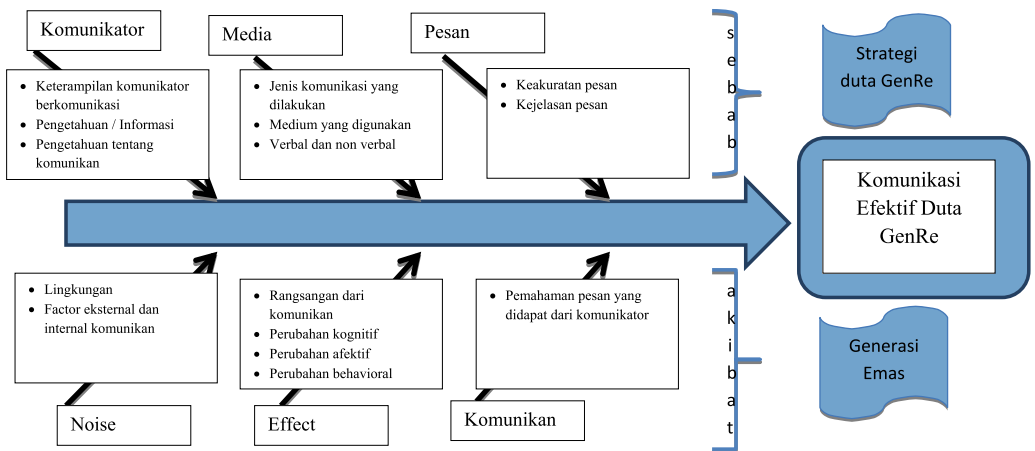 Komunikator
Media
Pesan
• Keterampilan komunikator
berkomunikasi
• Pengetahuan / Informasi
• Pengetahuan tentang
komunikan
• Jenis komunikasi yang
dilakukan
• Medium yang digunakan
• Verbal dan non verbal
• Keakuratan pesan
• Kejelasan pesan
s
e
b
a
b
Strategi
duta GenRe
Komunikasi
Efektif Duta
GenRe
• Lingkungan
• Factor eksternal dan
internal komunikan
• Rangsangan dari
komunikan
• Perubahan kognitif
• Perubahan afektif
• Perubahan behavioral
• Pemahaman pesan yang
didapat dari komunikator
a
k
i
b
a
t
Generasi
Emas
Noise
Effect
Komunikan